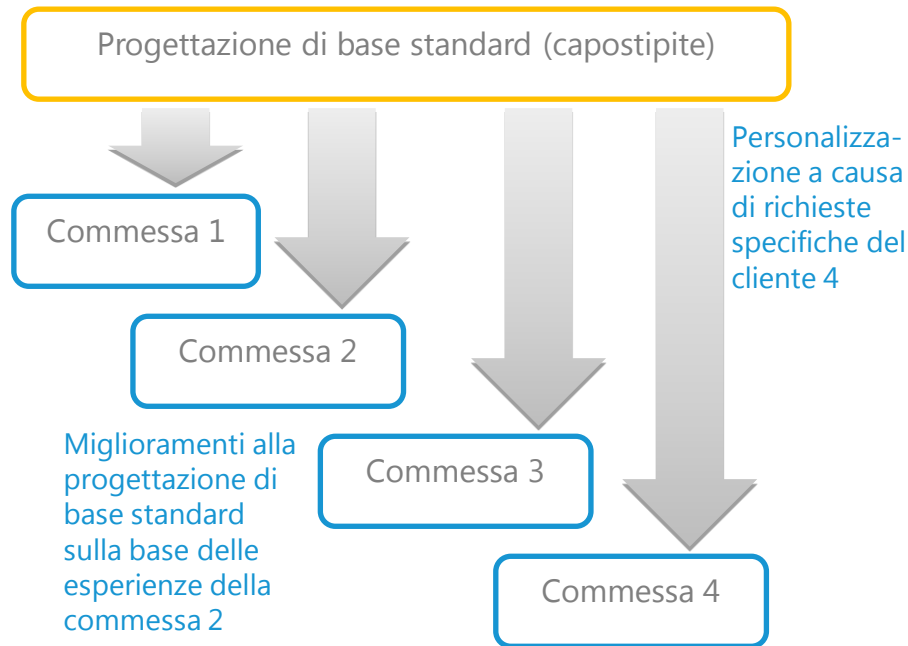 Progettazione di base standard (capostipite)
Personalizza-
zione a causa
di richieste
specifiche del
cliente 4
Commessa 1
Commessa 2
Miglioramenti alla
progettazione di
base standard
sulla base delle
esperienze della
commessa 2
Commessa 3
Commessa 4